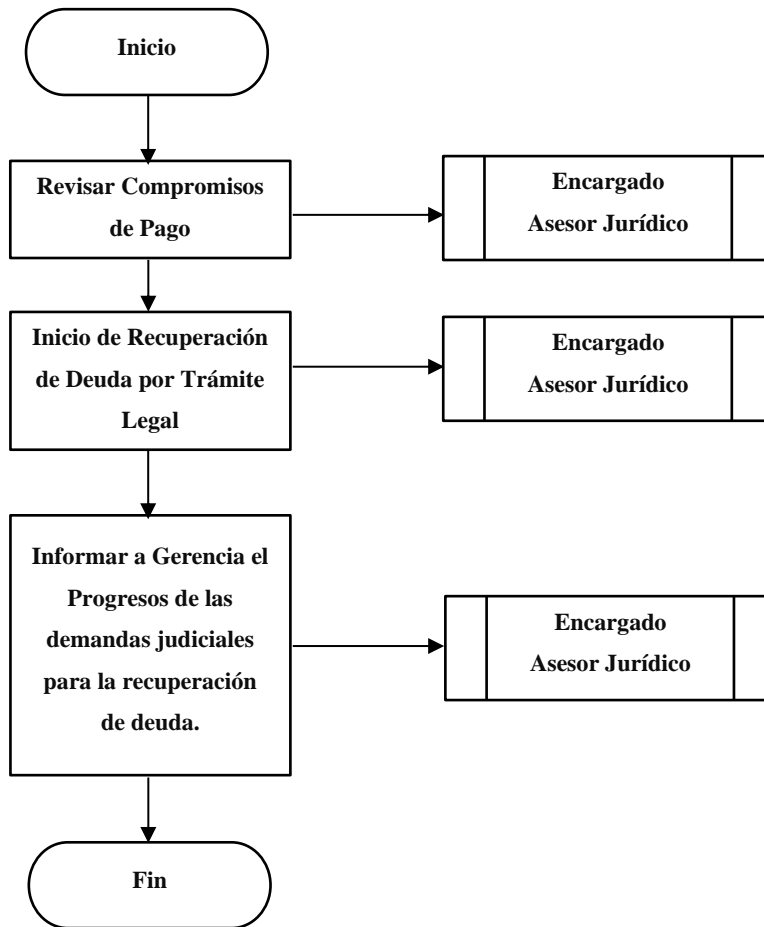 Inicio
Revisar Compromisos
de Pago
Encargado
Asesor Jurídico
Inicio de Recuperación
de Deuda por Trámite
Legal
Encargado
Asesor Jurídico
Informar a Gerencia el
Progresos de las
demandas judiciales
para la recuperación
de deuda.
Encargado
Asesor Jurídico
Fin